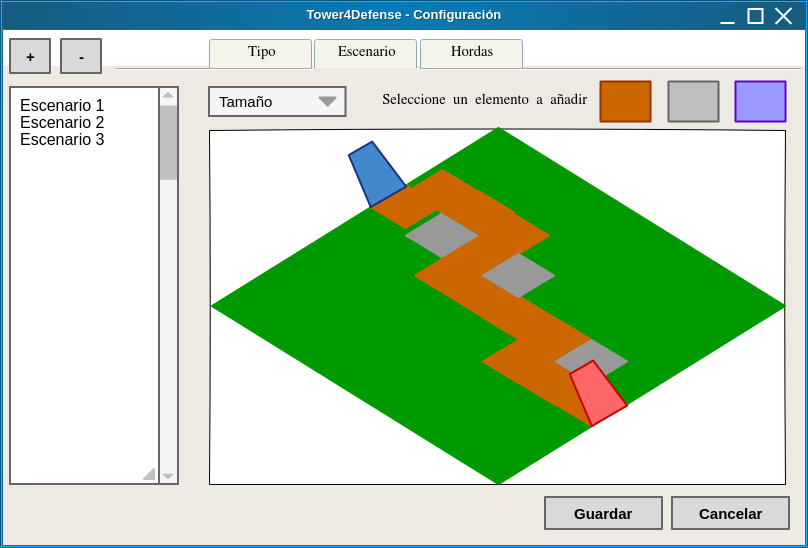 Tower4Defense - Configuración
+ -
Tipo Escenario Hordas
Tamaño
Seleccione un elemento a añadir
Escenario 1
Escenario 2
Escenario 3
Guardar Cancelar